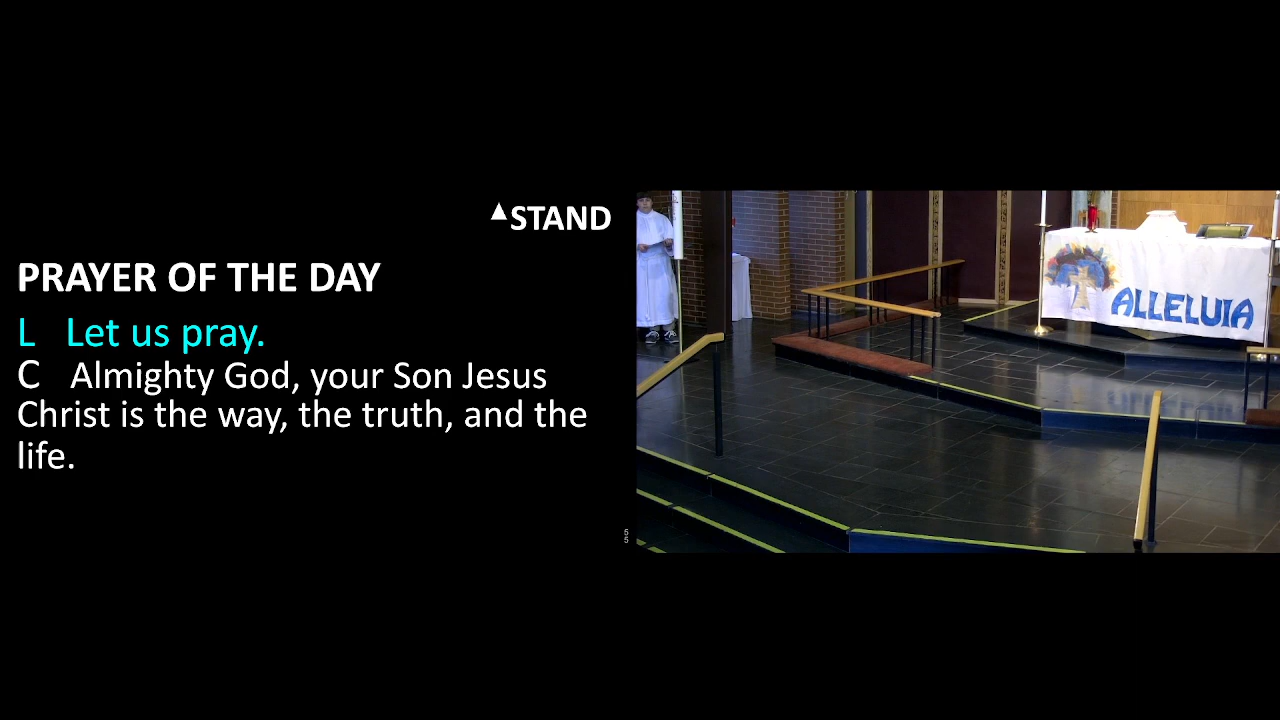 ▲STAND
PRAYER OF THE DAY
L Let us pray.
C Almighty God, your Son Jesus
Christ is the way, the truth, and the
life.
55
ALLELUIA